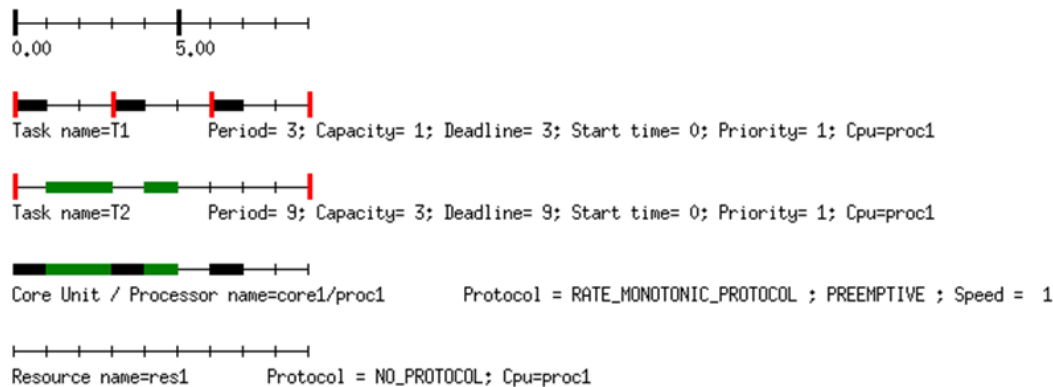 0.00 5.00
Task name=T1 Period= 3; Capacity= 1; Deadline= 3; Start time= 0; Priority= 1; Cpu=proc1
Task name=T2 Period= 9; Capacity= 3; Deadline= 9; Start time= 0; Priority= 1; Cpu=proc1
Core Unit / Processor name=core1/proc1 Protocol = RATE_MONOTONIC_PROTOCOL ; PREEMPTIVE ; Speed = 1
Resource name=res1 Protocol = NO_PROTOCOL; Cpu=proc1